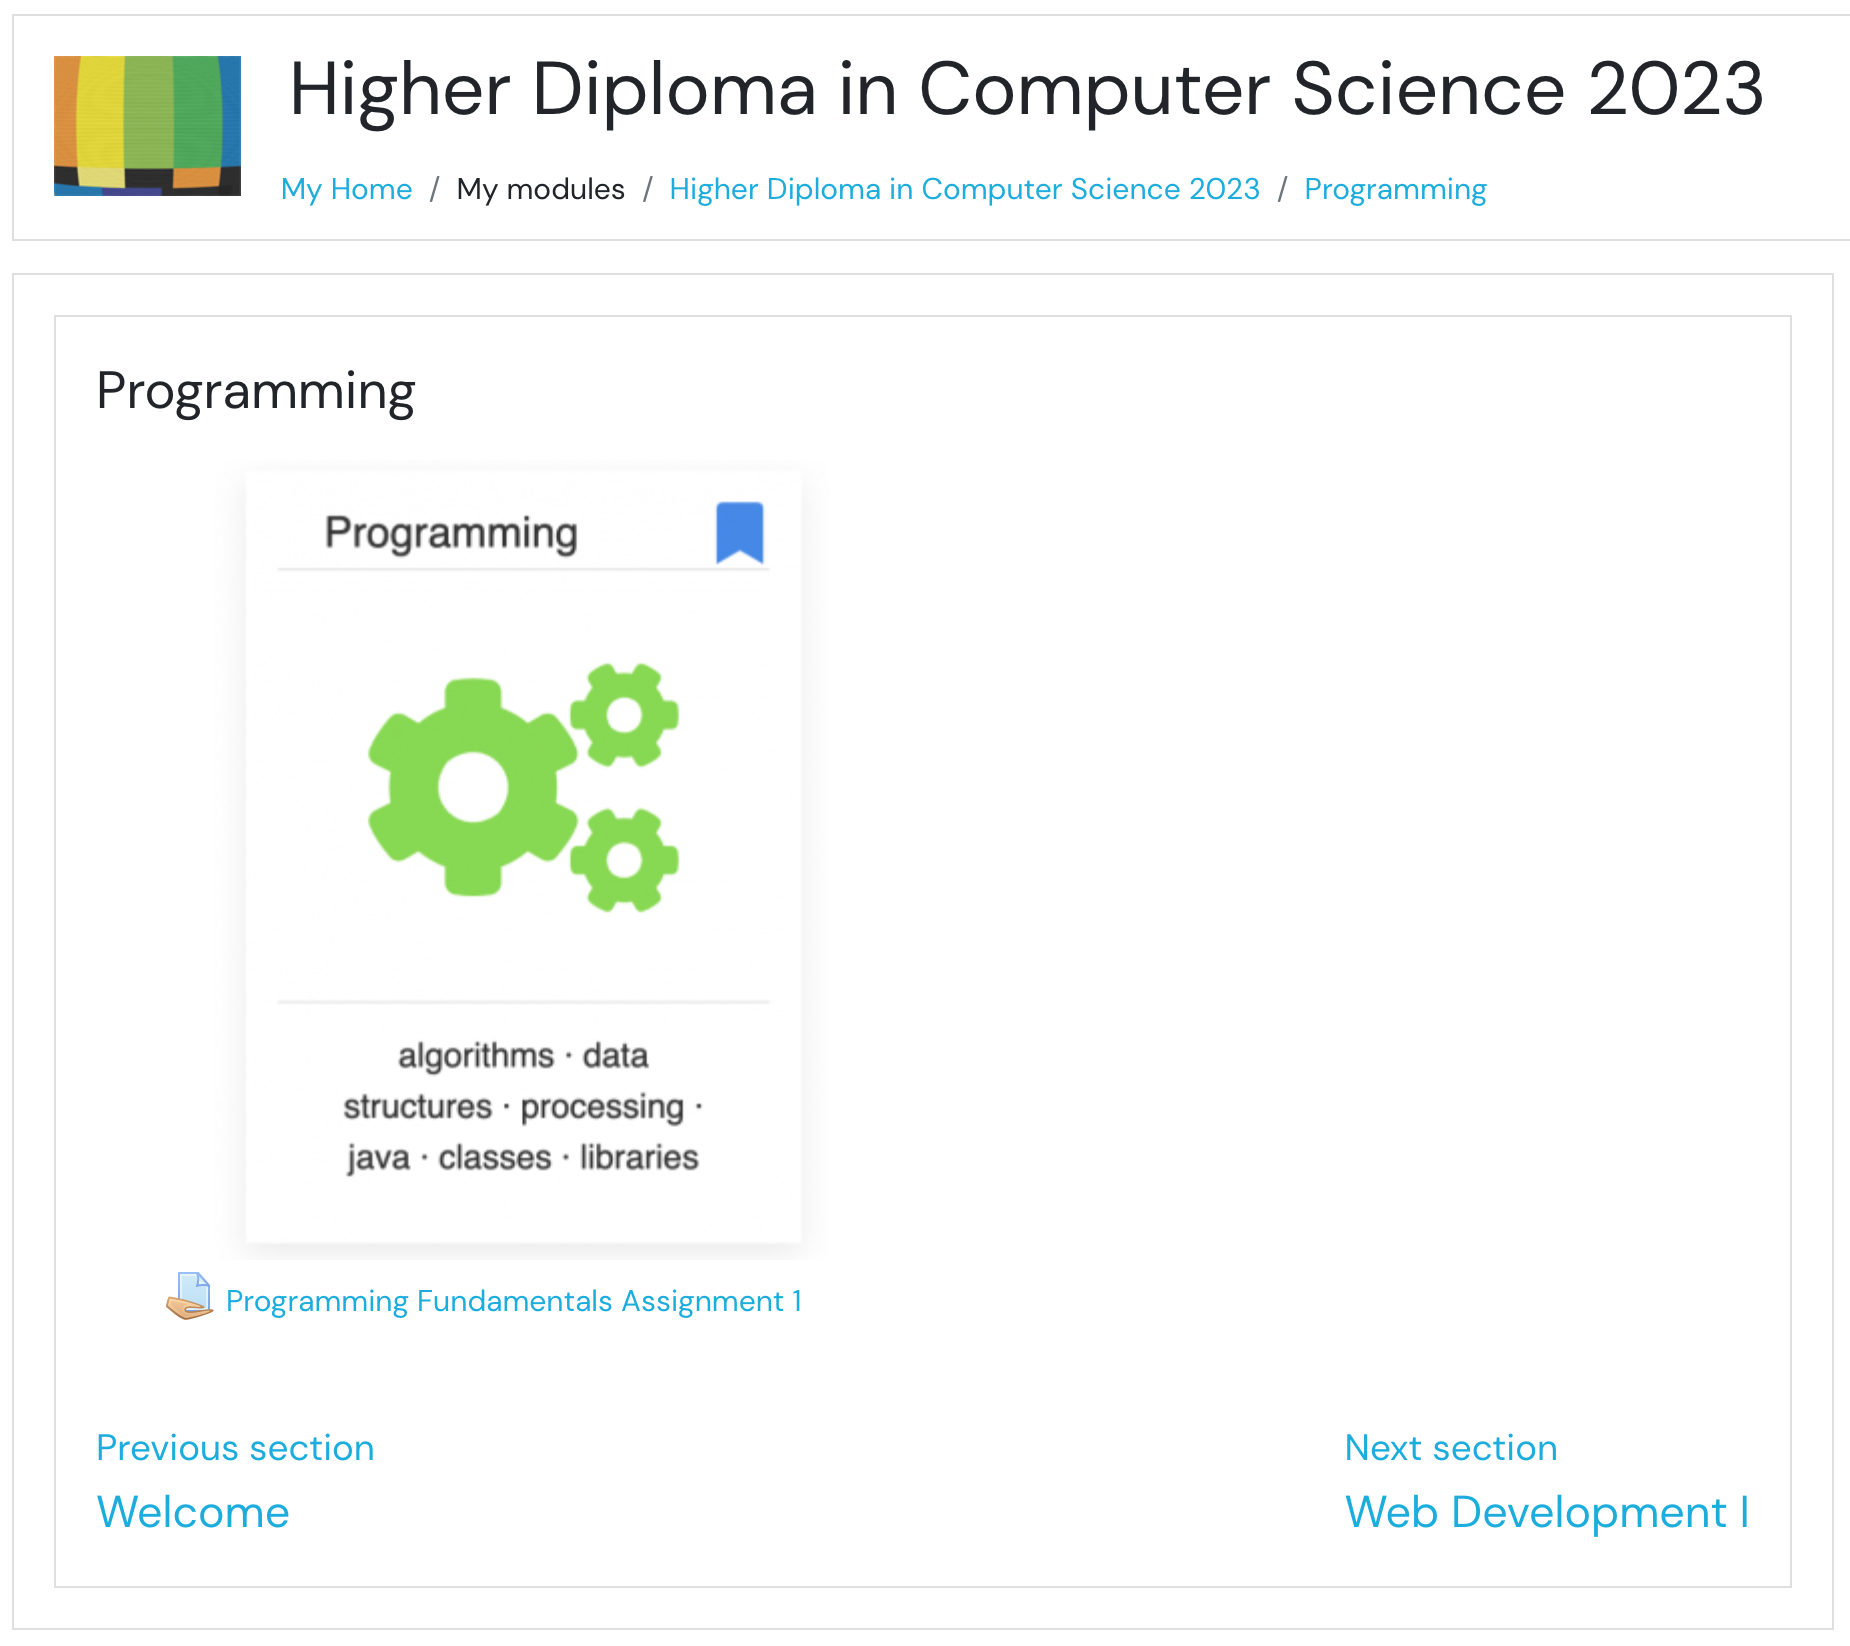 Higher Diploma in Computer Science 2023
My Home / My modules / Higher Diploma in Computer Science 2023 / Programming
Programming
Programming
algorithms · data
structures · processing ·
java · classes · libraries
Programming Fundamentals Assignment 1
Previous section
Welcome
Next section
Web Development I